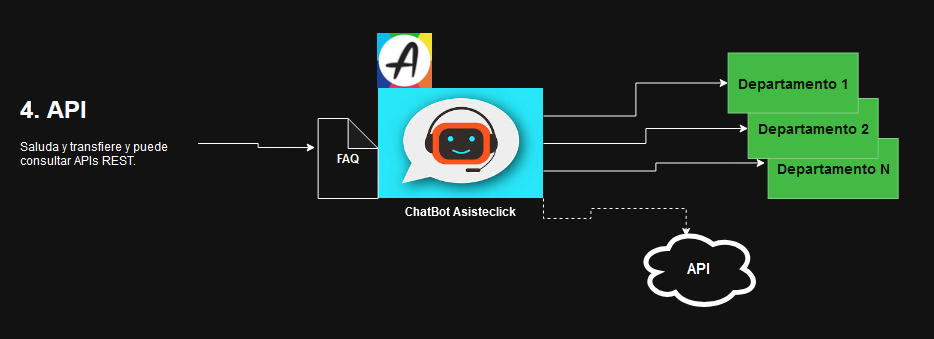 4. API
Saluda y transfiere y puede
consultar APIs REST.
FAQ
A
ChatBot Asisteclick
Departamento 1
Departamento 2
Departamento N
API